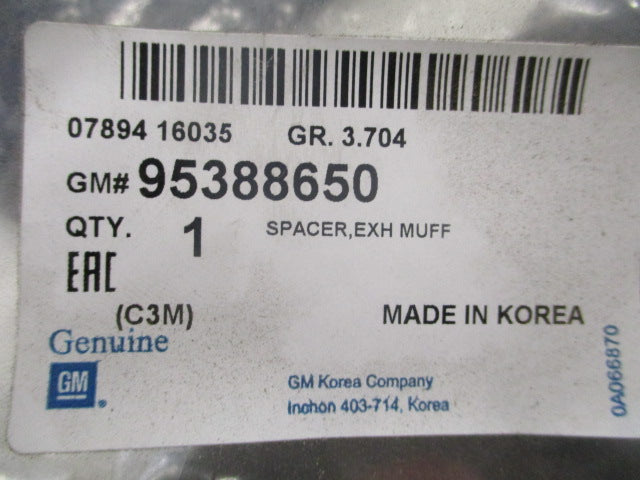 07894 16035 GR. 3.704
GM# 95388650
QTY. 1 SPACER,EXH MUFF
EAC
(C3M) MADE IN KOREA
Genuine
GM
GM Korea Company
Inchon 403-714, Korea
0A066870